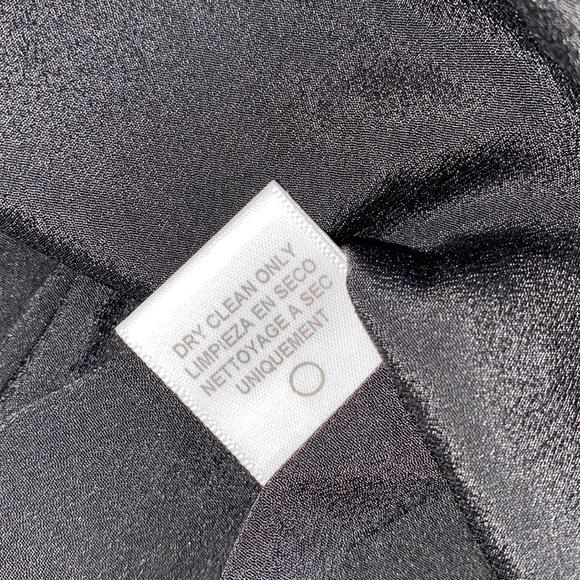 DRY CLEAN ONLY
LIMPIEZA EN SECO
NETTOYAGE A SEC
UNIQUEMENT